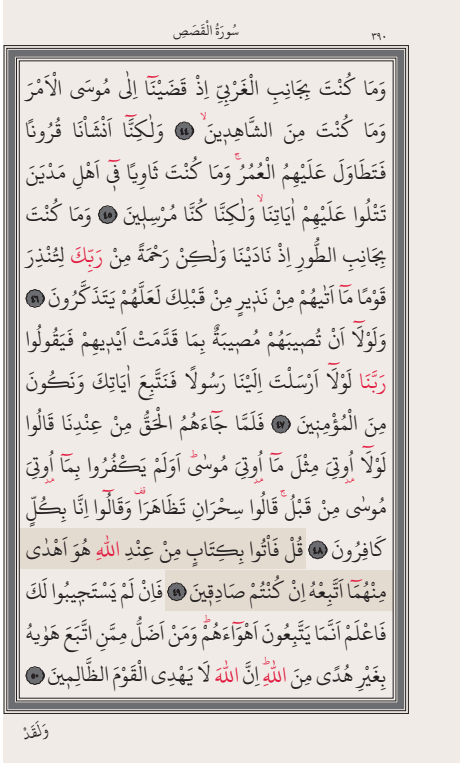 سُورَةُ الْقَصَصِ ٣٩٠
وَمَا كُنْتَ بِجَانِبِ الْغَرْبِيِّ اِذْ قَضَيْنَٓا اِلٰى مُوسَى الْاَمْرَ
وَمَا كُنْتَ مِنَ الشَّاهِدٖينَۙ ﴿٤٤﴾ وَلٰكِنَّٓا اَنْشَاْنَا قُرُونًا
فَتَطَاوَلَ عَلَيْهِمُ الْعُمُرُۚ وَمَا كُنْتَ ثَاوِيًا فٖٓي اَهْلِ مَدْيَنَ
تَتْلُوا عَلَيْهِمْ اٰيَاتِنَاۙ وَلٰكِنَّا كُنَّا مُرْسِلٖينَ ﴿٤٥﴾ وَمَا كُنْتَ
بِجَانِبِ الطُّورِ اِذْ نَادَيْنَا وَلٰكِنْ رَحْمَةً مِنْ رَبِّكَ لِتُنْذِرَ
قَوْمًا مَٓا اَتٰيهُمْ مِنْ نَذٖيرٍ مِنْ قَبْلِكَ لَعَلَّهُمْ يَتَذَكَّرُونَ ﴿٤٦﴾
وَلَوْلَٓا اَنْ تُصٖيبَهُمْ مُصٖيبَةٌ بِمَا قَدَّمَتْ اَيْدٖيهِمْ فَيَقُولُوا
رَبَّنَا لَوْلَٓا اَرْسَلْتَ اِلَيْنَا رَسُولًا فَنَتَّبِعَ اٰيَاتِكَ وَنَكُونَ
مِنَ الْمُؤْمِنٖينَ ﴿٤٧﴾ فَلَمَّا جَٓاءَهُمُ الْحَقُّ مِنْ عِنْدِنَا قَالُوا
لَوْلَٓا اُوتِيَ مِثْلَ مَٓا اُوتِيَ مُوسٰىۜ اَوَلَمْ يَكْفُرُوا بِمَٓا اُوتِيَ
مُوسٰى مِنْ قَبْلُۚ قَالُوا سِحْرَانِ تَظَاهَرَا۠ وَقَالُٓوا اِنَّا بِكُلٍّ
كَافِرُونَ ﴿٤٨﴾ قُلْ فَأْتُوا بِكِتَابٍ مِنْ عِنْدِ اللّٰهِ هُوَ اَهْدٰى
مِنْهُمَٓا اَتَّبِعْهُ اِنْ كُنْتُمْ صَادِقٖينَ ﴿٤٩﴾ فَاِنْ لَمْ يَسْتَجٖيبُوا لَكَ
فَاعْلَمْ اَنَّمَا يَتَّبِعُونَ اَهْوَٓاءَهُمْۜ وَمَنْ اَضَلُّ مِمَّنِ اتَّبَعَ هَوٰيهُ
بِغَيْرِ هُدًى مِنَ اللّٰهِۜ اِنَّ اللّٰهَ لَا يَهْدِي الْقَوْمَ الظَّالِمٖينَ ﴿٥٠﴾
وَلَقَدْ